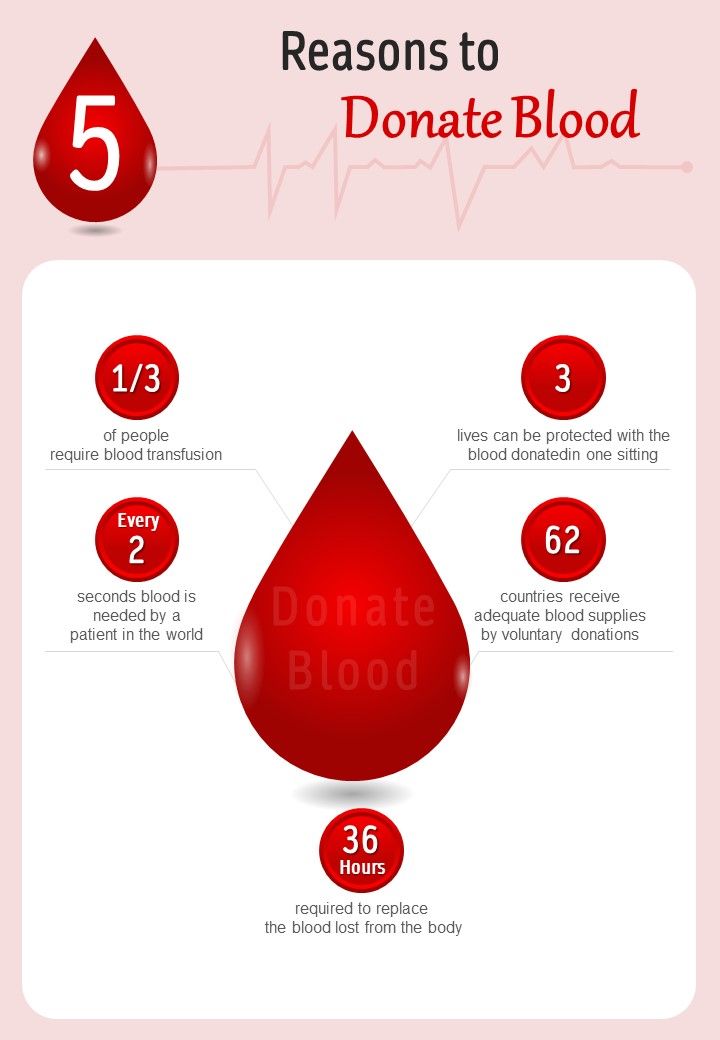 5
Reasons to
Donate Blood
1/3
of people
require blood transfusion
3
lives can be protected with the
blood donatedin one sitting
Every
2
seconds blood is
needed by a
patient in the world
62
countries receive
adequate blood supplies
by voluntary donations
Donate
Blood
36
Hours
required to replace
the blood lost from the body